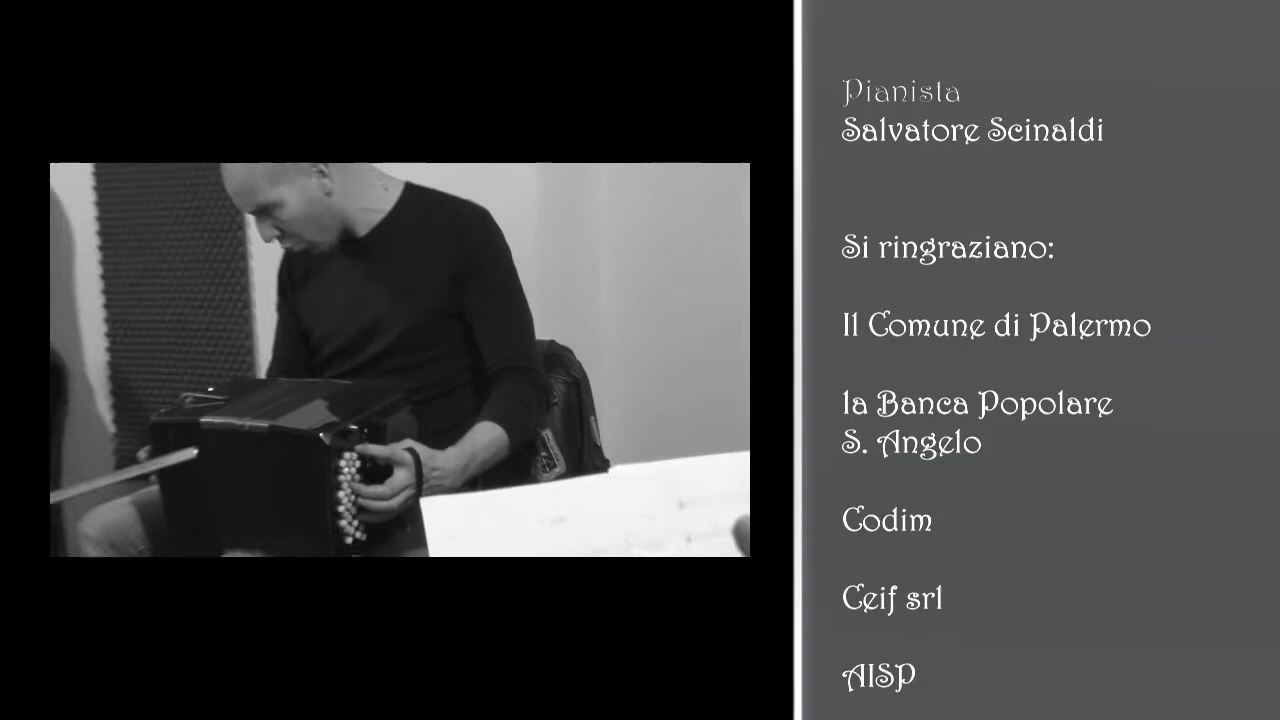 Pianista
Salvatore Scinaldi
Si ringraziano:
Il Comune di Palermo
la Banca Popolare
S. Angelo
Codim
Ceif srl
AISP